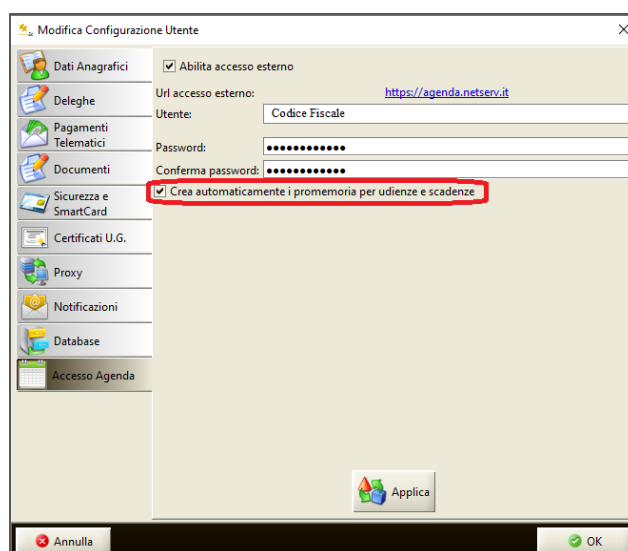 Modifica Configurazione Utente
Dati Anagrafici
Deleghe
Pagamenti
Telematici
Documenti
Sicurezza e
SmartCard
Certificati U.G.
Proxy
Notificazioni
Database
Accesso Agenda
Abilita accesso esterno
Url accesso esterno: https://agenda.netserv.it
Utente: Codice Fiscale
Password: ●●●●●●●●●●●●
Conferma password: ●●●●●●●●●●●●
Crea automaticamente i promemoria per udienze e scadenze
Applica
Annulla
OK